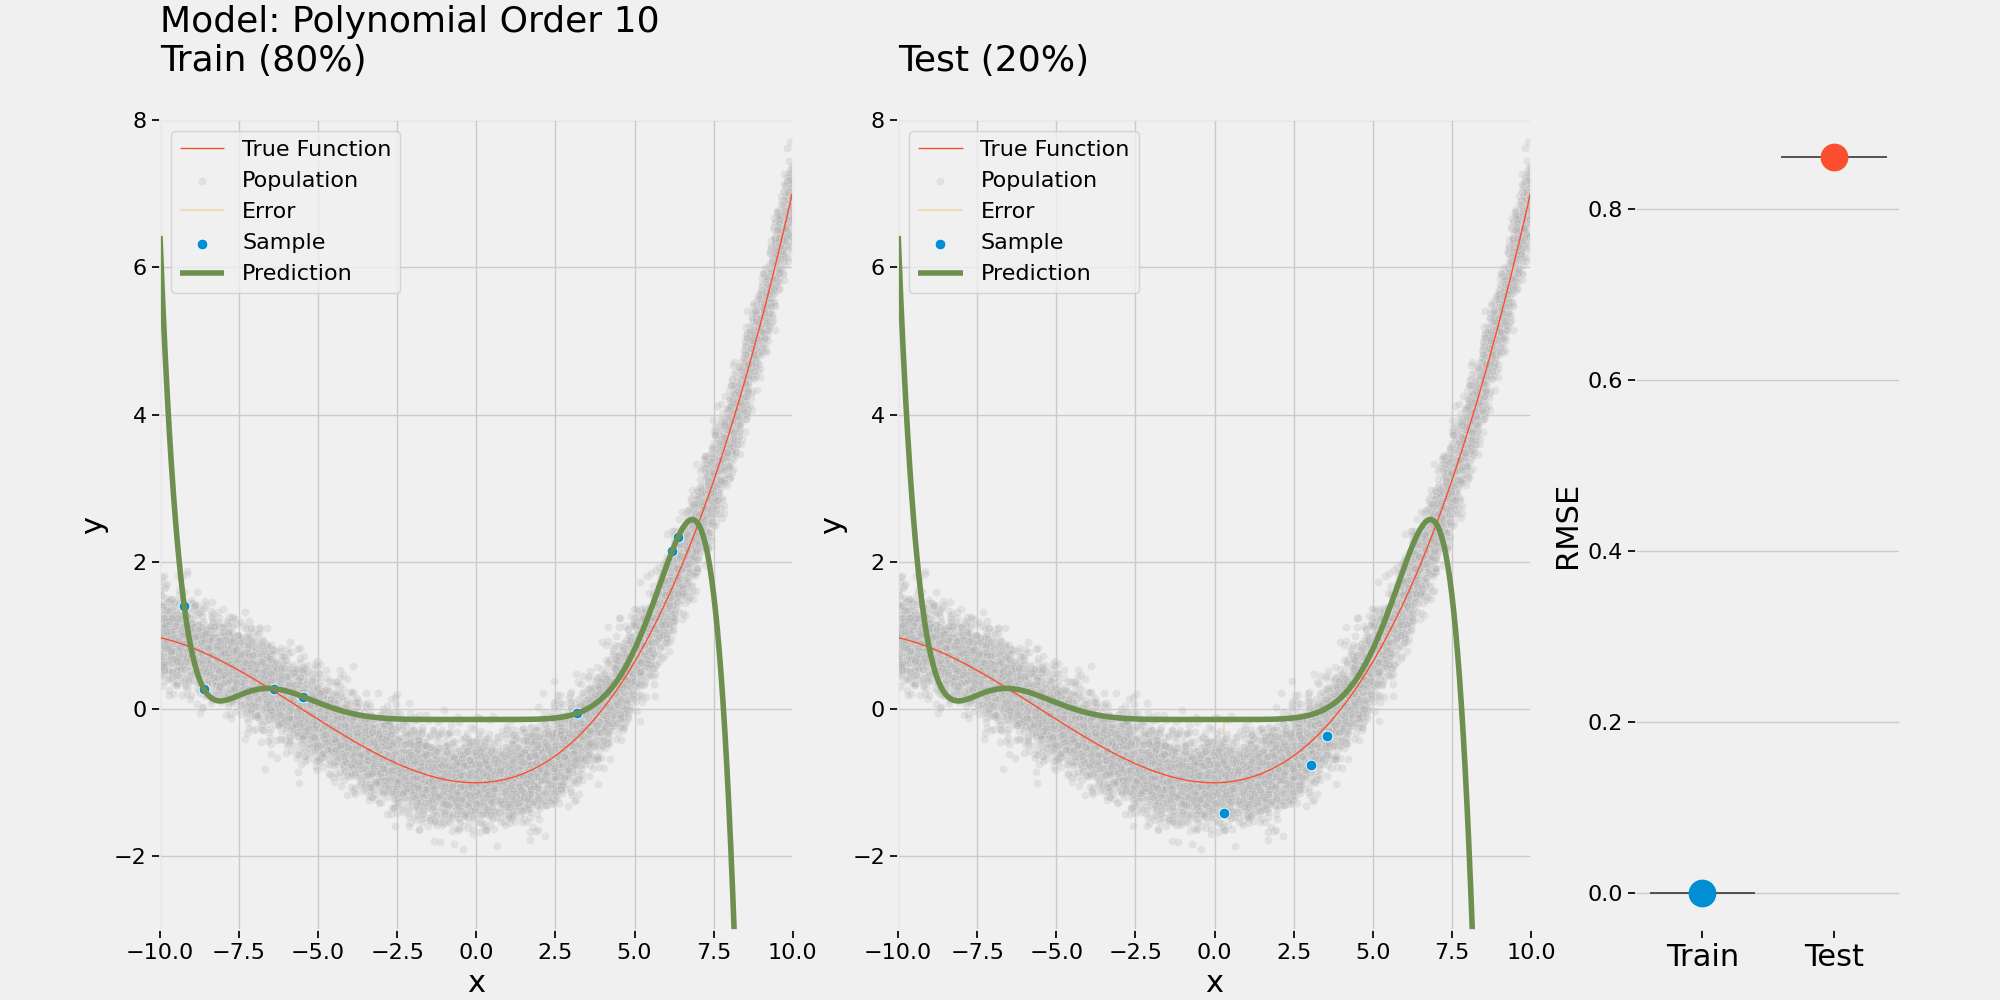 Model: Polynomial Order 10
Train (80%)
Test (20%)
8
6
4
2
0
−2
y
True Function
Population
Error
Sample
Prediction
−10.0 −7.5 −5.0 −2.5 0.0 2.5 5.0 7.5 10.0
x
8
6
4
2
0
−2
y
True Function
Population
Error
Sample
Prediction
−10.0 −7.5 −5.0 −2.5 0.0 2.5 5.0 7.5 10.0
x
RMSE
0.8
0.6
0.4
0.2
0.0
Train Test